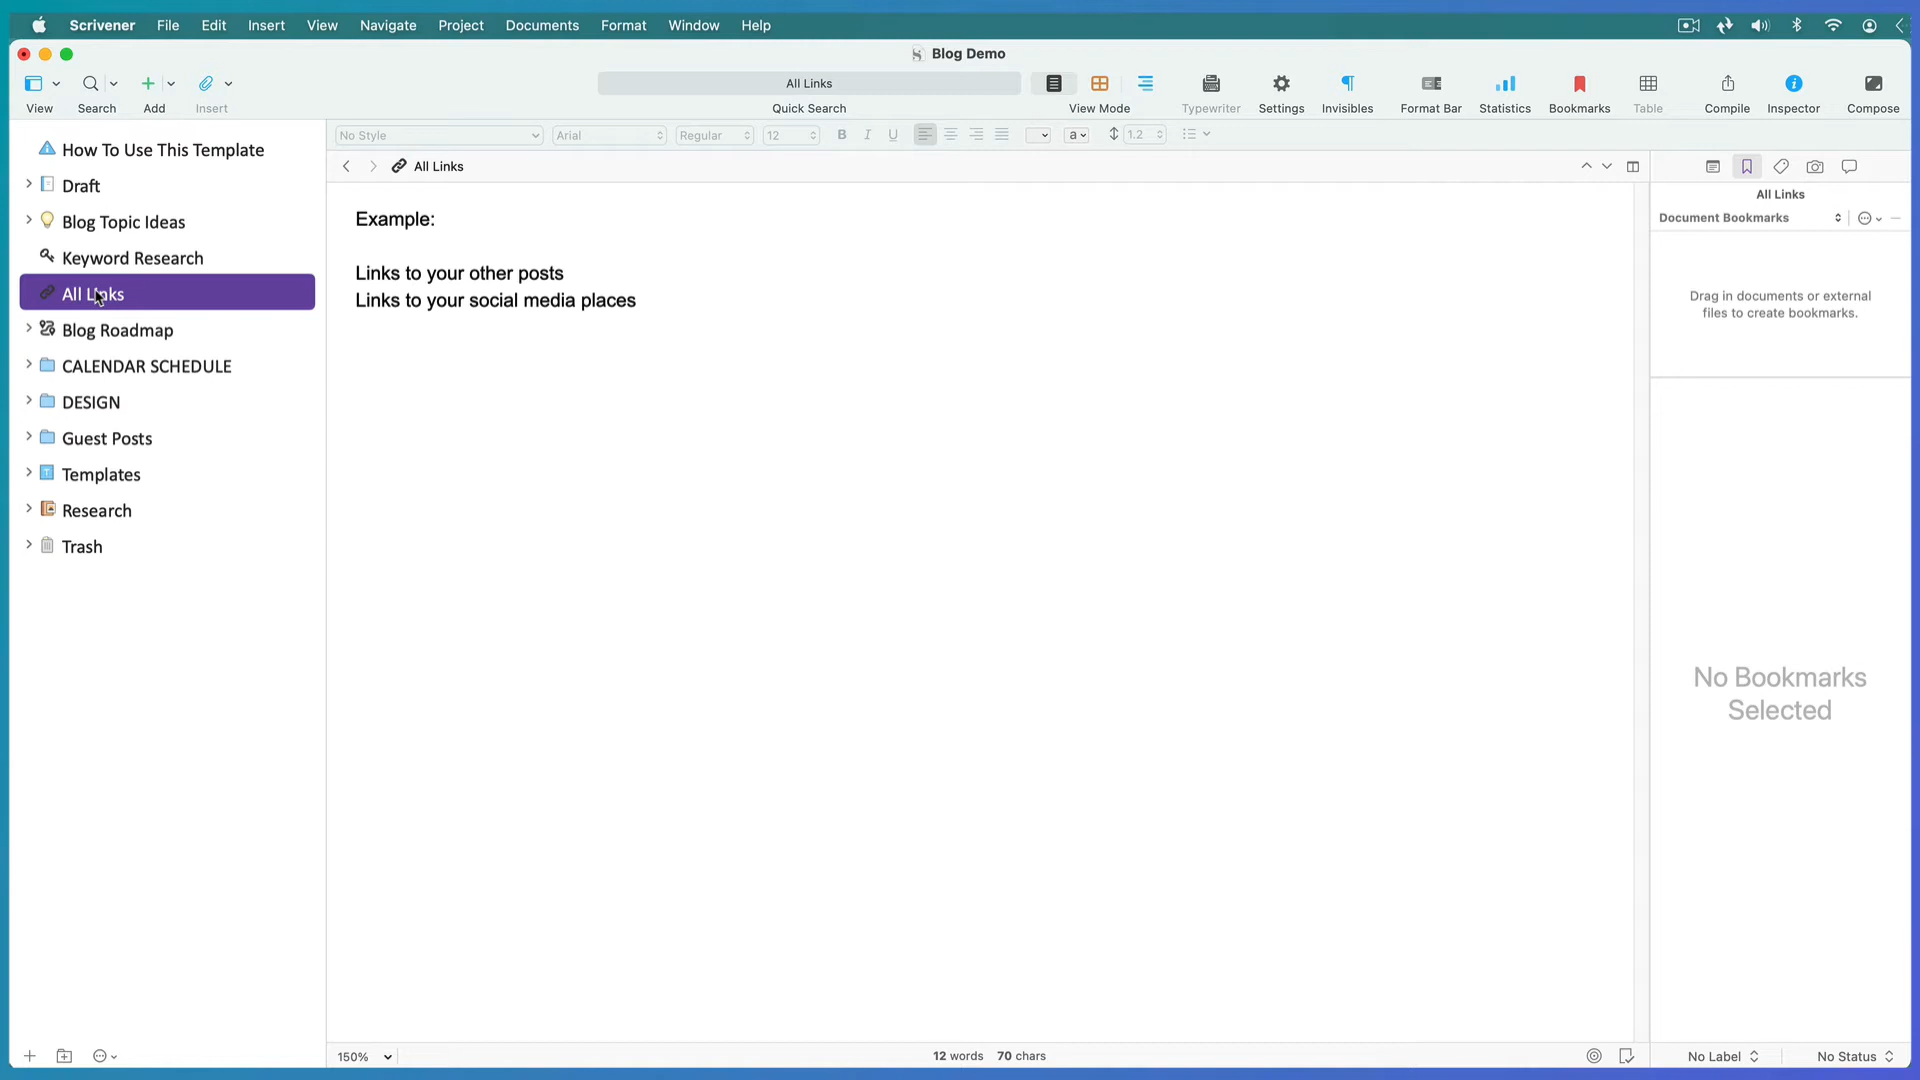 Scrivener File Edit Insert View Navigate Project Documents Format Window Help
Blog Demo
All Links
View Search Add Insert Quick Search View Mode Typewriter Settings Invisibles Format Bar Statistics Bookmarks Table Compile Inspector Compose
No Style Arial Regular 12 B I U a 1.2
All Links
How To Use This Template
Draft
Blog Topic Ideas
Keyword Research
All Links
Blog Roadmap
CALENDAR SCHEDULE
DESIGN
Guest Posts
Templates
Research
Trash
Example:
Links to your other posts
Links to your social media places
All Links
Document Bookmarks
Drag in documents or external
files to create bookmarks.
No Bookmarks
Selected
150% 12 words 70 chars No Label No Status